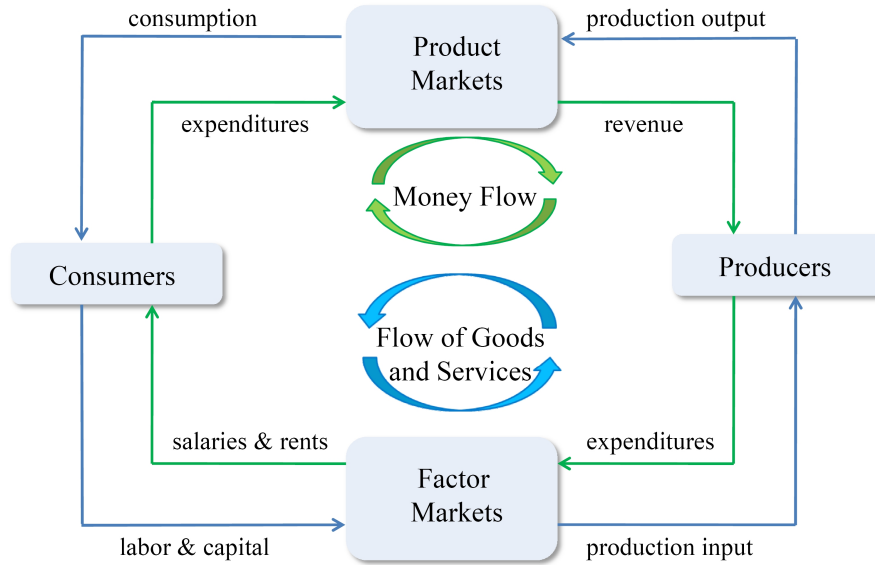 consumption
production output
Product
Markets
expenditures
revenue
Money Flow
Consumers
Producers
Flow of Goods
and Services
salaries & rents
expenditures
Factor
Markets
labor & capital
production input